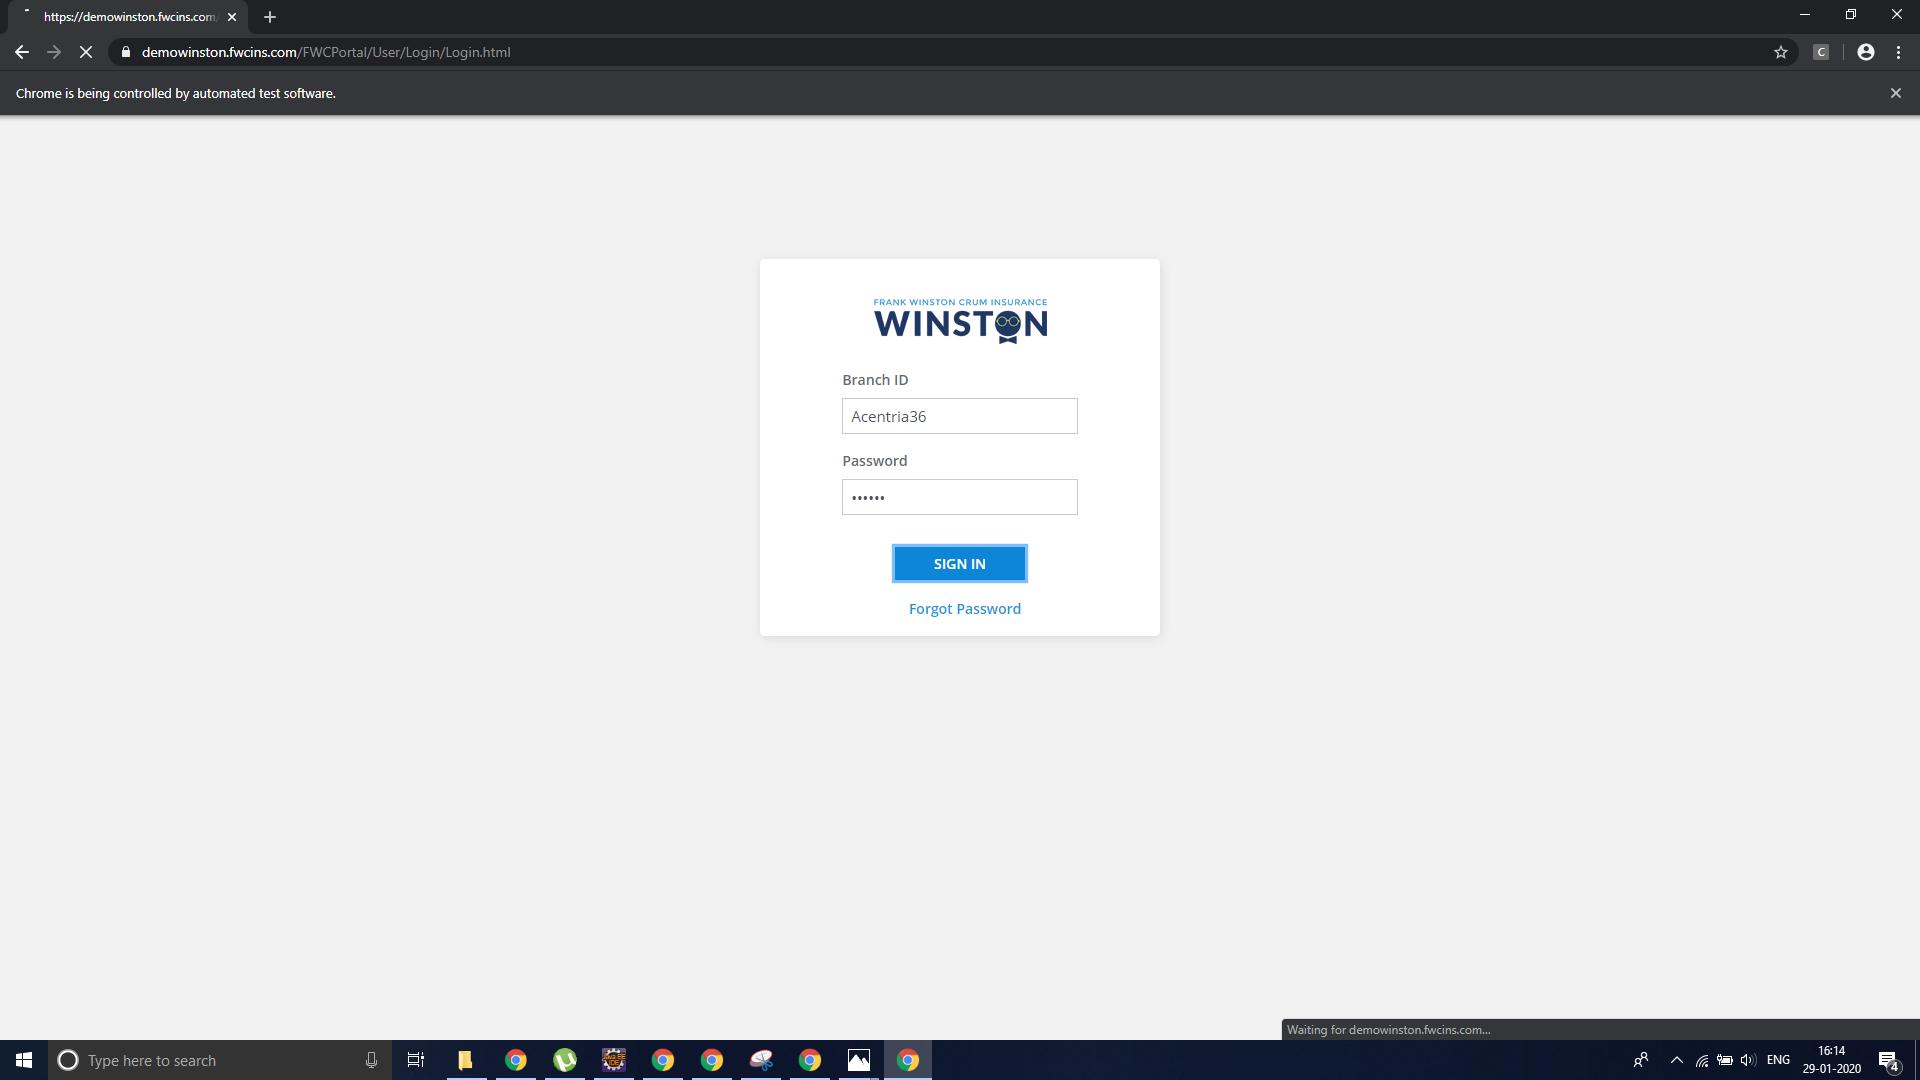 https://demowinston.fwcins.com/
demowinston.fwcins.com/FWCPortal/User/Login/Login.html
C
Chrome is being controlled by automated test software.
FRANK WINSTON CRUM INSURANCE
WINSTON
Branch ID
Acentria36
Password
••••••
SIGN IN
Forgot Password
Waiting for demowinston.fwcins.com...
Type here to search
ENG
16:14
29-01-2020
4